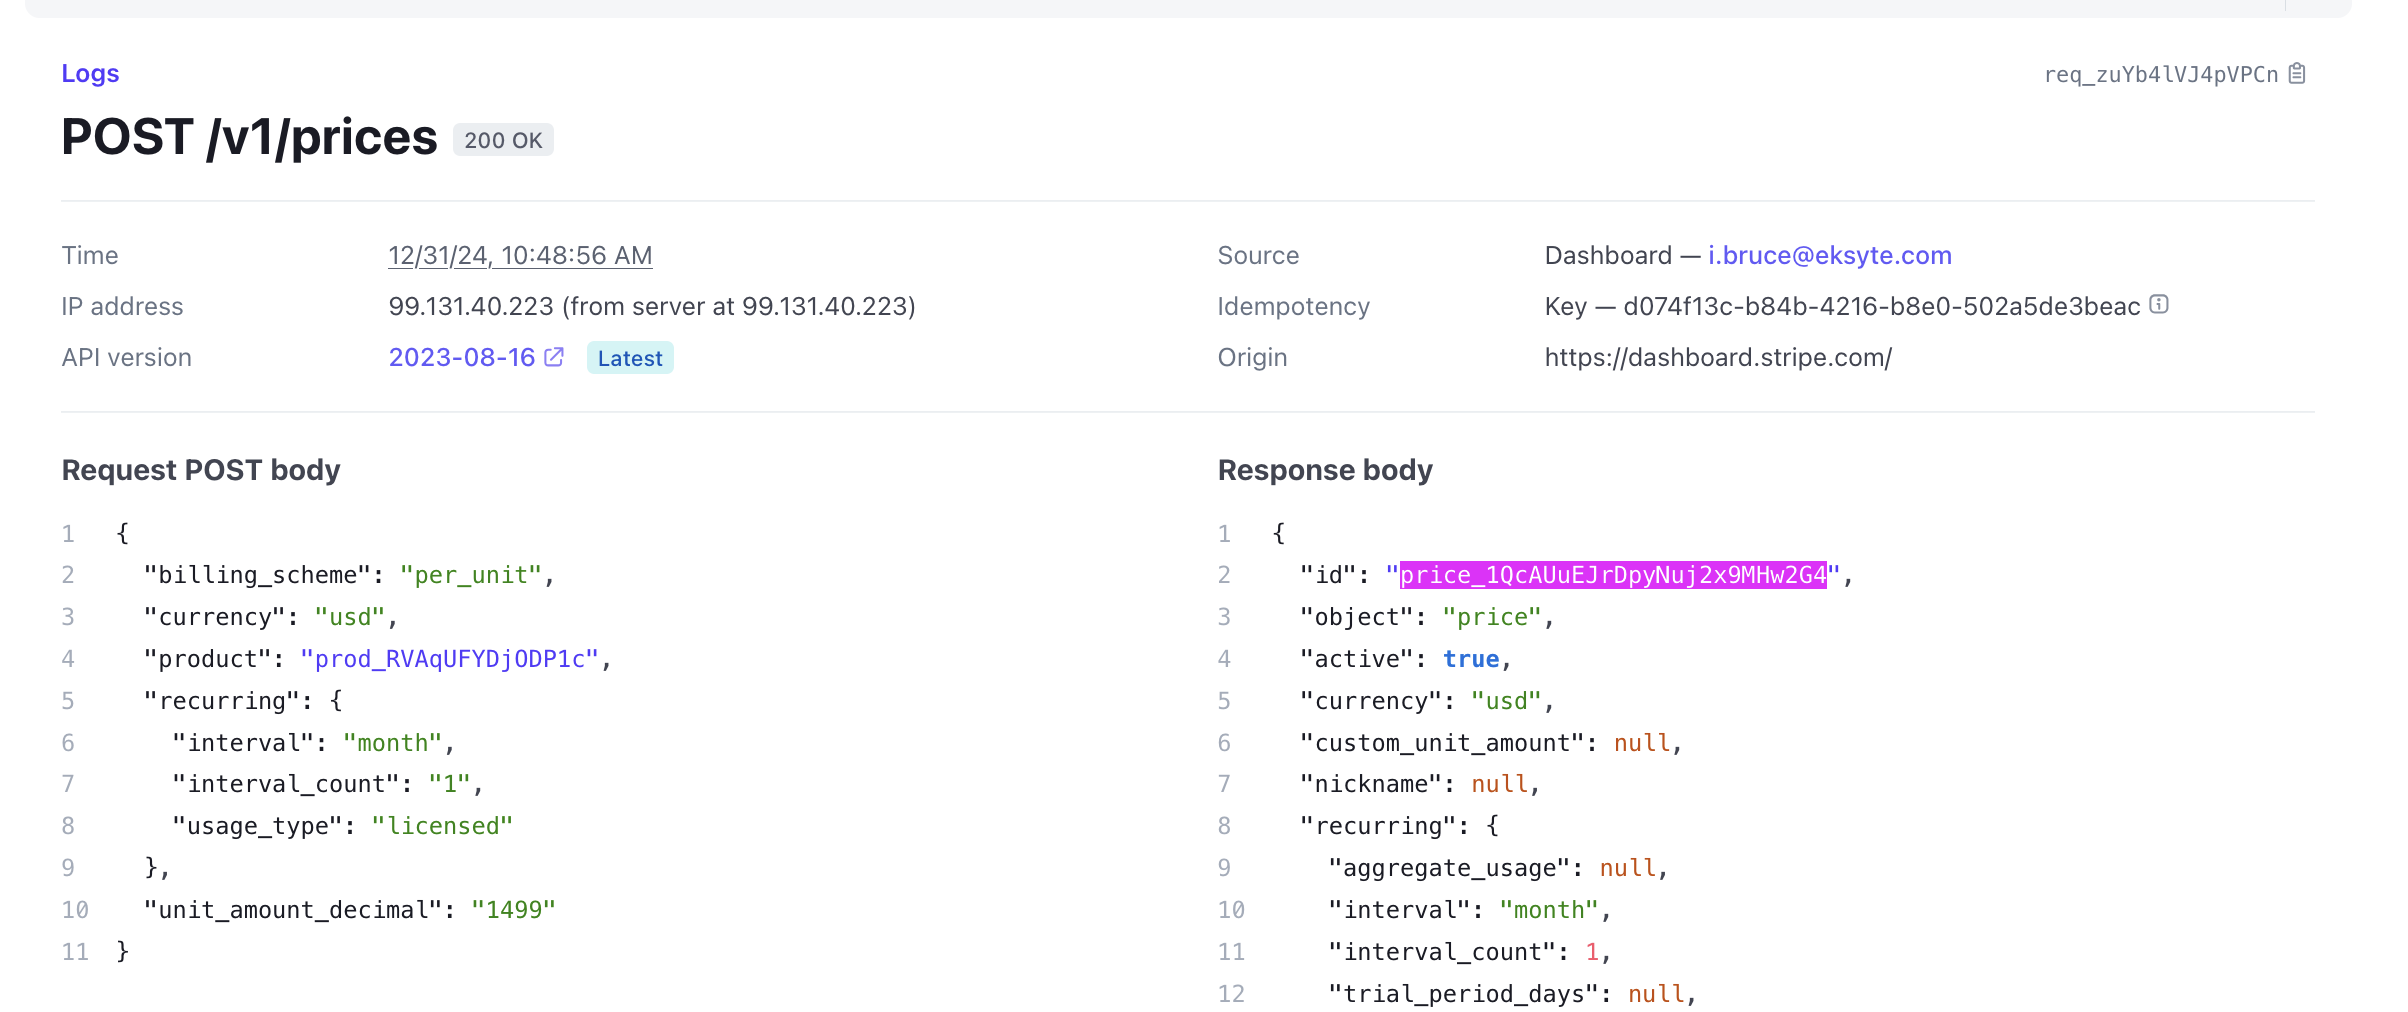 Logs
req_zuYb4lVJ4pVPCn
POST /v1/prices 200 OK
Time 12/31/24, 10:48:56 AM
Source Dashboard — i.bruce@eksyte.com
IP address 99.131.40.223 (from server at 99.131.40.223)
Idempotency Key — d074f13c-b84b-4216-b8e0-502a5de3beac
API version 2023-08-16 Latest
Origin https://dashboard.stripe.com/
Request POST body
1 {
2 "billing_scheme": "per_unit",
3 "currency": "usd",
4 "product": "prod_RVAqUFYDjODP1c",
5 "recurring": {
6 "interval": "month",
7 "interval_count": "1",
8 "usage_type": "licensed"
9 },
10 "unit_amount_decimal": "1499"
11 }
Response body
1 {
2 "id": "price_1QcAUuEJrDpyNuj2x9MHw2G4",
3 "object": "price",
4 "active": true,
5 "currency": "usd",
6 "custom_unit_amount": null,
7 "nickname": null,
8 "recurring": {
9 "aggregate_usage": null,
10 "interval": "month",
11 "interval_count": 1,
12 "trial_period_days": null,